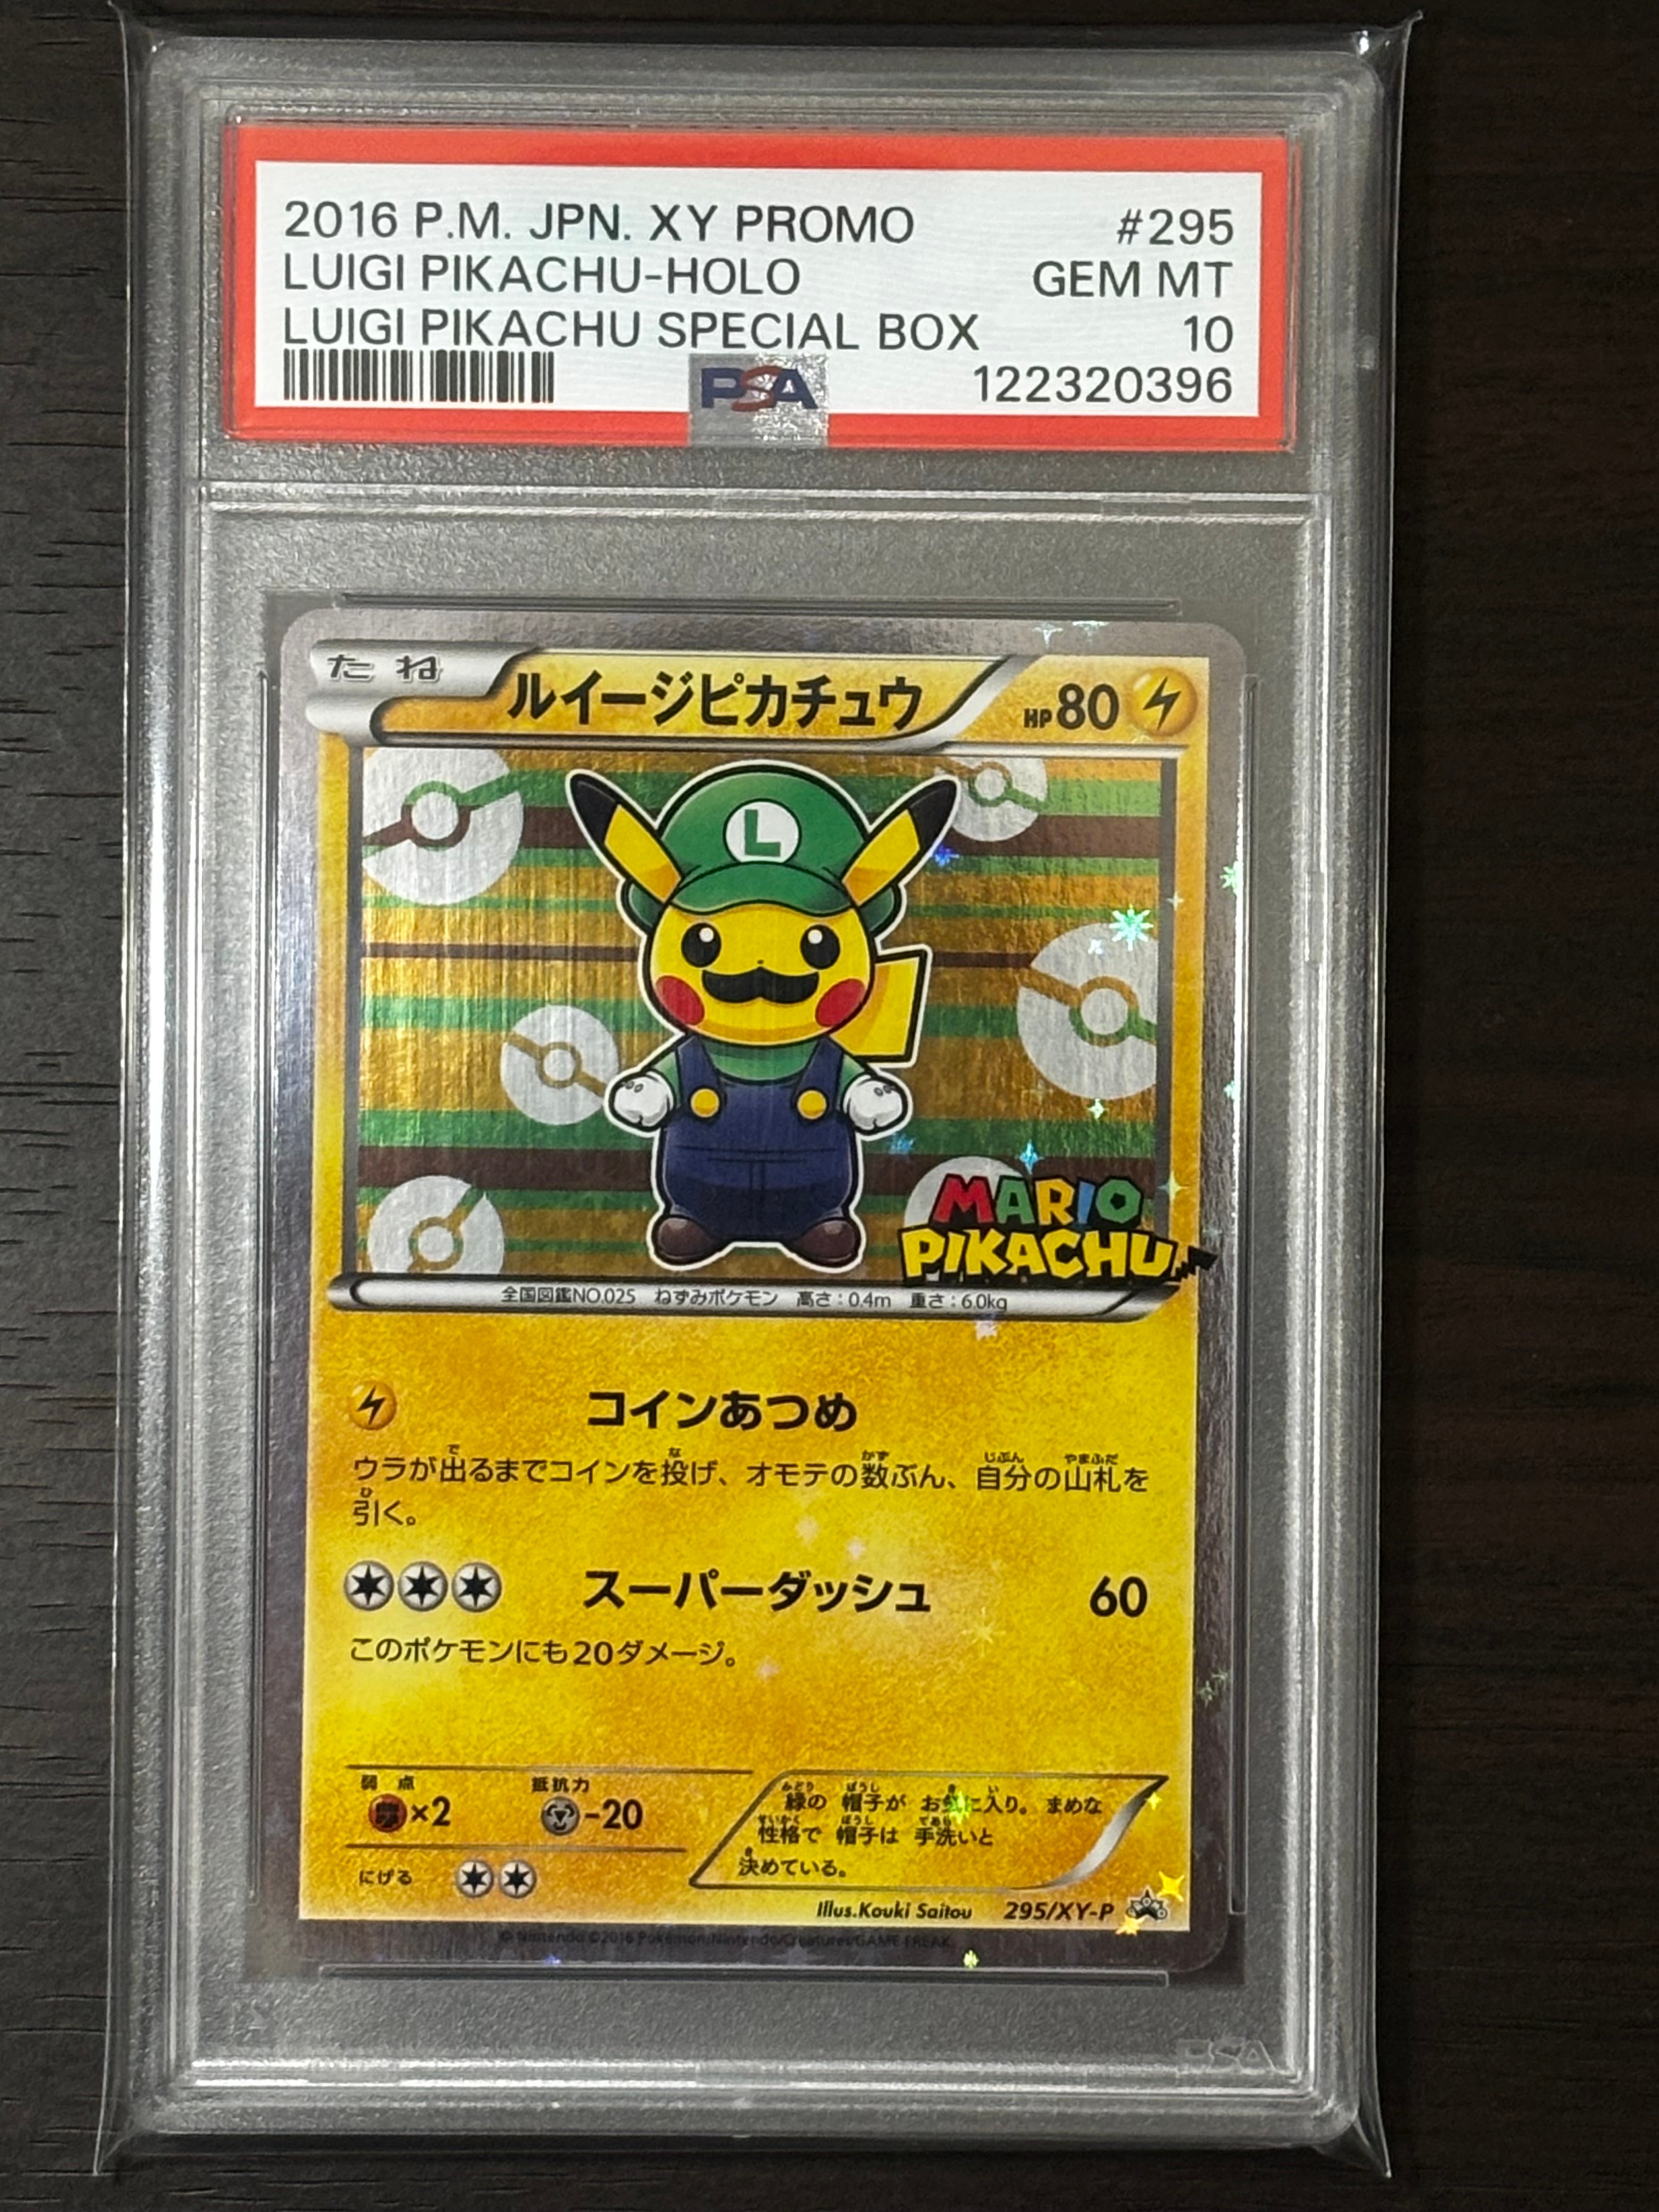 2016 P.M. JPN. XY PROMO #295
LUIGI PIKACHU-HOLO GEM MT
LUIGI PIKACHU SPECIAL BOX 10
PSA 122320396
たね ルイージピカチュウ HP80
L
MARIO
PIKACHU
全国図鑑NO.025 ねずみポケモン 高さ:0.4m 重さ:6.0kg
コインあつめ
ウラが出るまでコインを投げ、オモテの数ぶん、自分の山札を
引く。
スーパーダッシュ 60
このポケモンにも20ダメージ。
弱点 抵抗力
×2 -20
にげる
緑の 帽子が お気に入り。 まめな
性格で 帽子は 手洗いと
決めている。
Illus.Kouki Saitou 295/XY-P
© Nintendo ©2016 Pokémon/Nintendo/Creatures/GAME FREAK.
PSA